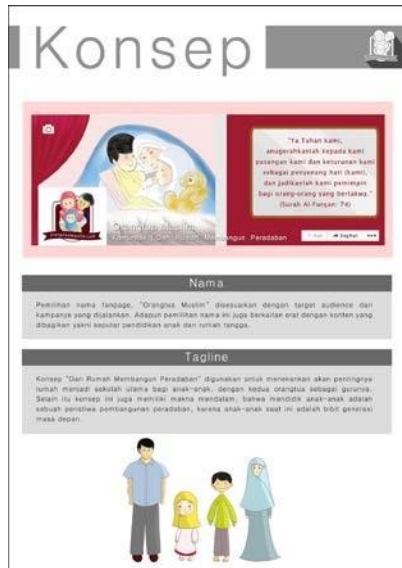 Konsep
"Ya Tuhan kami,
anugerahkanlah kepada kami
pasangan kami dan keturunan kami
sebagai penyenang hati (kami),
dan jadikanlah kami pemimpin
bagi orang-orang yang bertakwa."
(Surah Al-Furqan: 74)
Orangtua Muslim
Dari Rumah Membangun Peradaban
Nama
Pemilihan nama fanpage, "Orangtua Muslim" disesuaikan dengan target audience dari
kampanye yang dijalankan. Adapun pemilihan nama ini juga berkaitan erat dengan konten yang
dibagikan yakni seputar pendidikan anak dan rumah tangga.
Tagline
Konsep "Dari Rumah Membangun Peradaban" digunakan untuk menekankan akan pentingnya
rumah menjadi sekolah utama bagi anak-anak, dengan kedua orangtua sebagai gurunya.
Selain itu konsep ini juga memiliki makna mendalam, bahwa mendidik anak-anak adalah
sebuah peristiwa pembangunan peradaban, karena anak-anak saat ini adalah bibit generasi
masa depan.